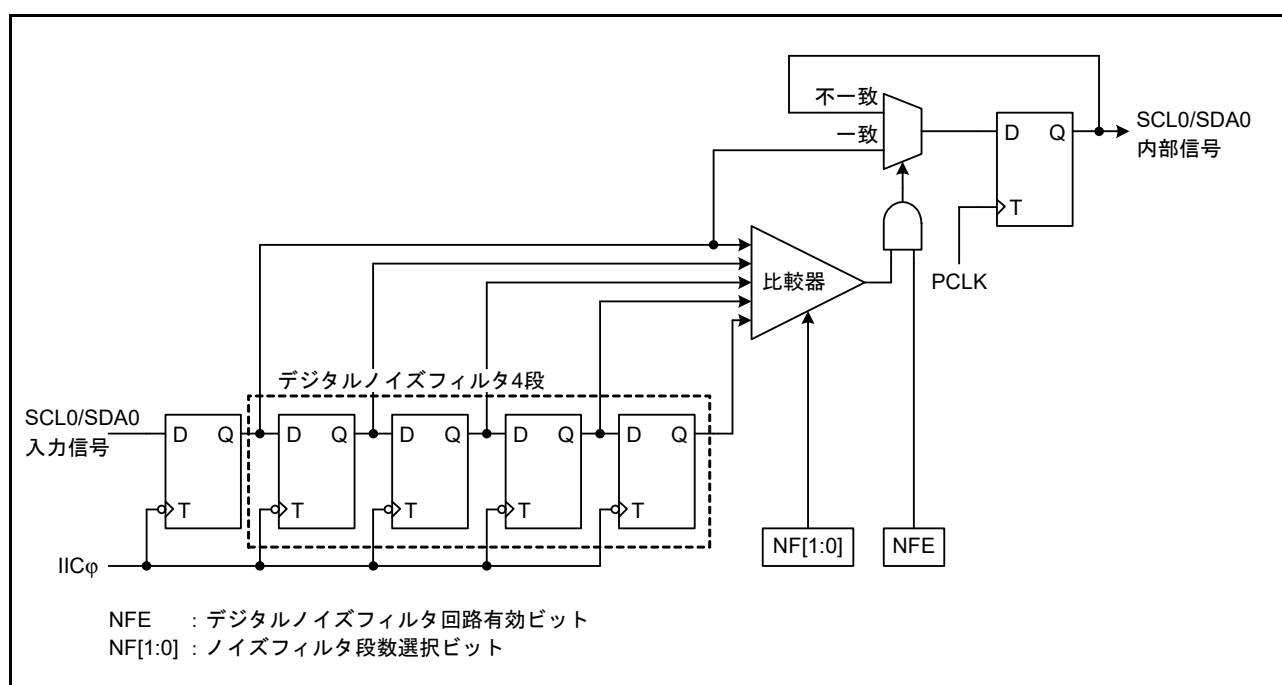 不一致
一致
D Q
T
SCL0/SDA0
内部信号
PCLK
比較器
デジタルノイズフィルタ4段
SCL0/SDA0
入力信号
D Q D Q D Q D Q D Q
T T T T T
IICφ
NF[1:0]
NFE
NFE : デジタルノイズフィルタ回路有効ビット
NF[1:0] : ノイズフィルタ段数選択ビット